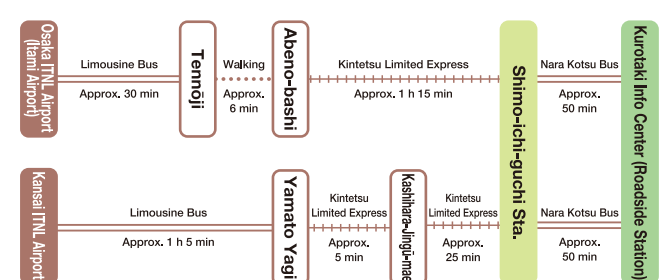 Osaka ITNL Airport
(Itami Airport)
Limousine Bus
Approx. 30 min
Tennōji
Walking
Approx.
6 min
Abeno-bashi
Kintetsu Limited Express
Approx. 1 h 15 min
Shimo-ichi-guchi Sta.
Nara Kotsu Bus
Approx.
50 min
Kurotaki Info Center (Roadside Station)
Kansai ITNL Airport
Limousine Bus
Approx. 1 h 5 min
Yamato Yagi
Kintetsu
Limited Express
Approx.
5 min
Kashihara-Jingū-mae
Kintetsu
Limited Express
Approx.
25 min
Nara Kotsu Bus
Approx.
50 min